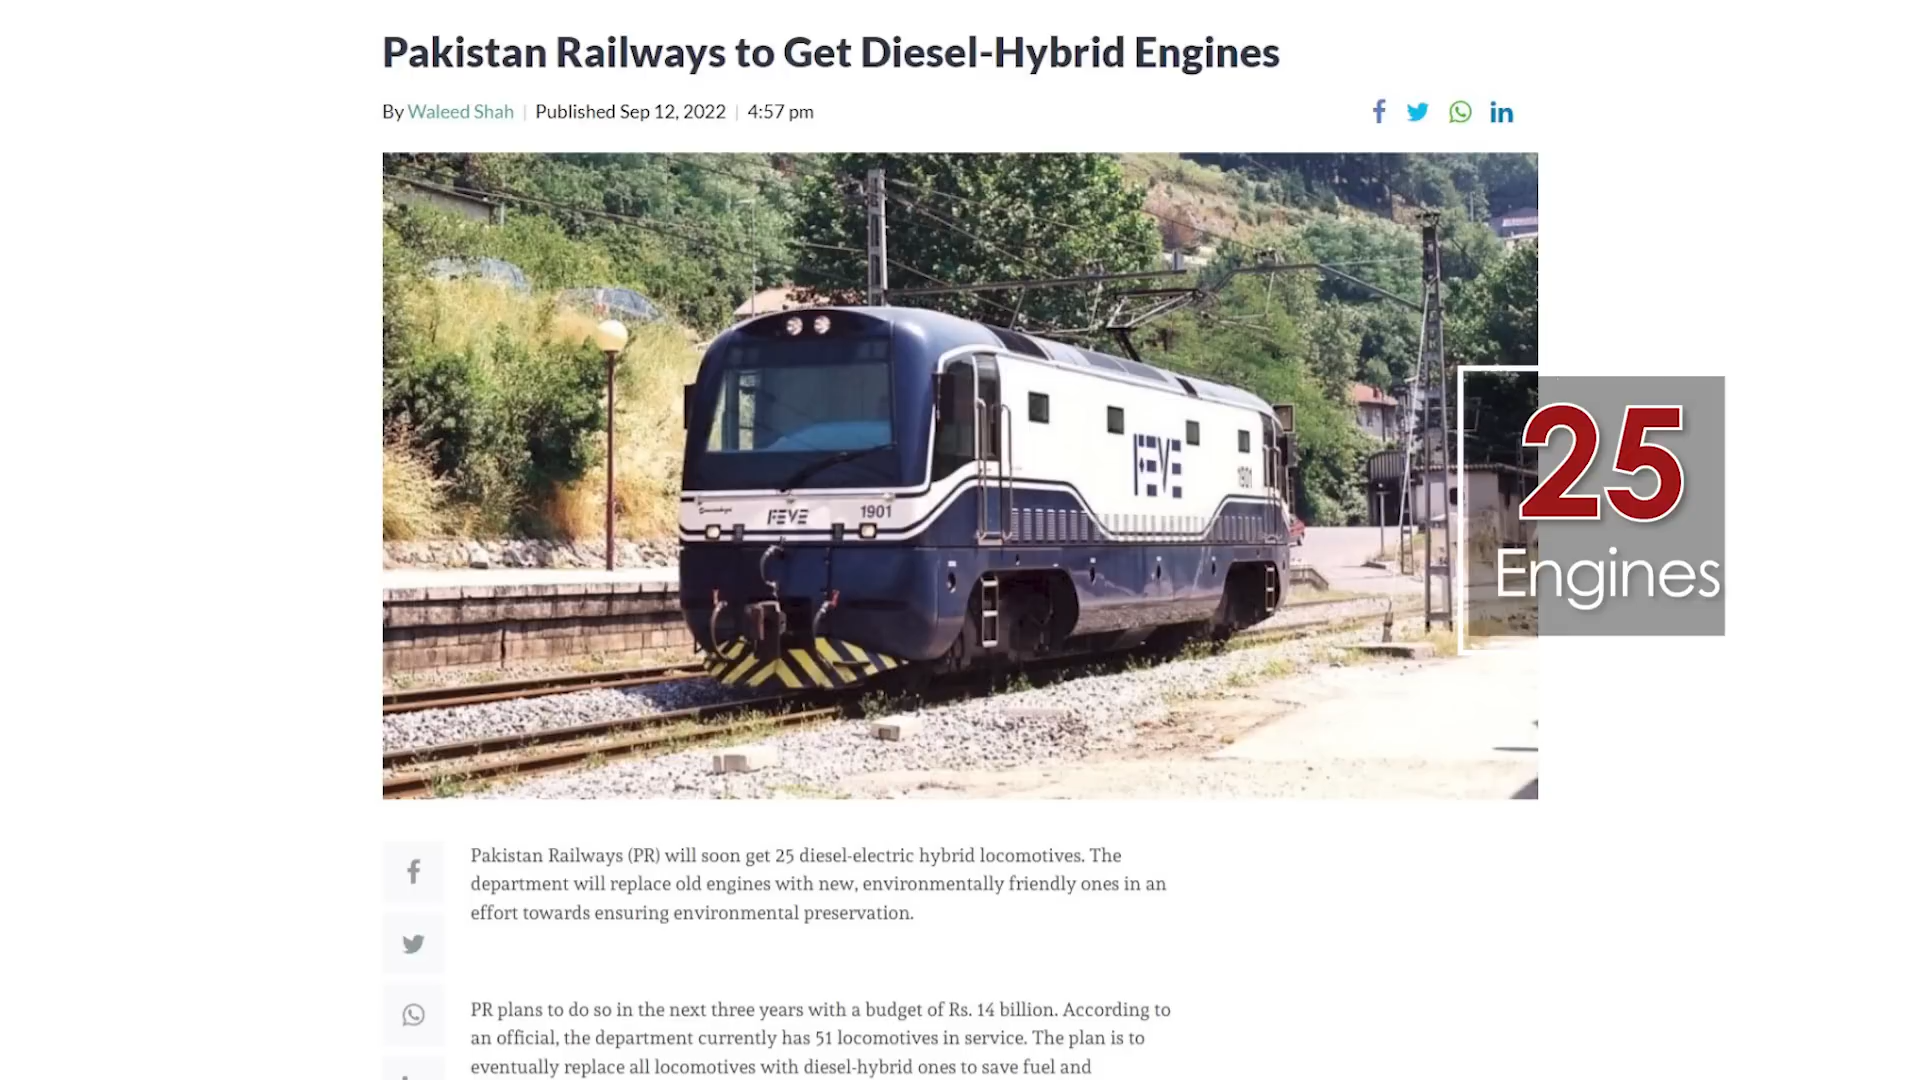 Pakistan Railways to Get Diesel-Hybrid Engines
By Waleed Shah | Published Sep 12, 2022 | 4:57 pm
FEVE
1901
FEVE 1901
25
Engines
Pakistan Railways (PR) will soon get 25 diesel-electric hybrid locomotives. The
department will replace old engines with new, environmentally friendly ones in an
effort towards ensuring environmental preservation.
PR plans to do so in the next three years with a budget of Rs. 14 billion. According to
an official, the department currently has 51 locomotives in service. The plan is to
eventually replace all locomotives with diesel-hybrid ones to save fuel and